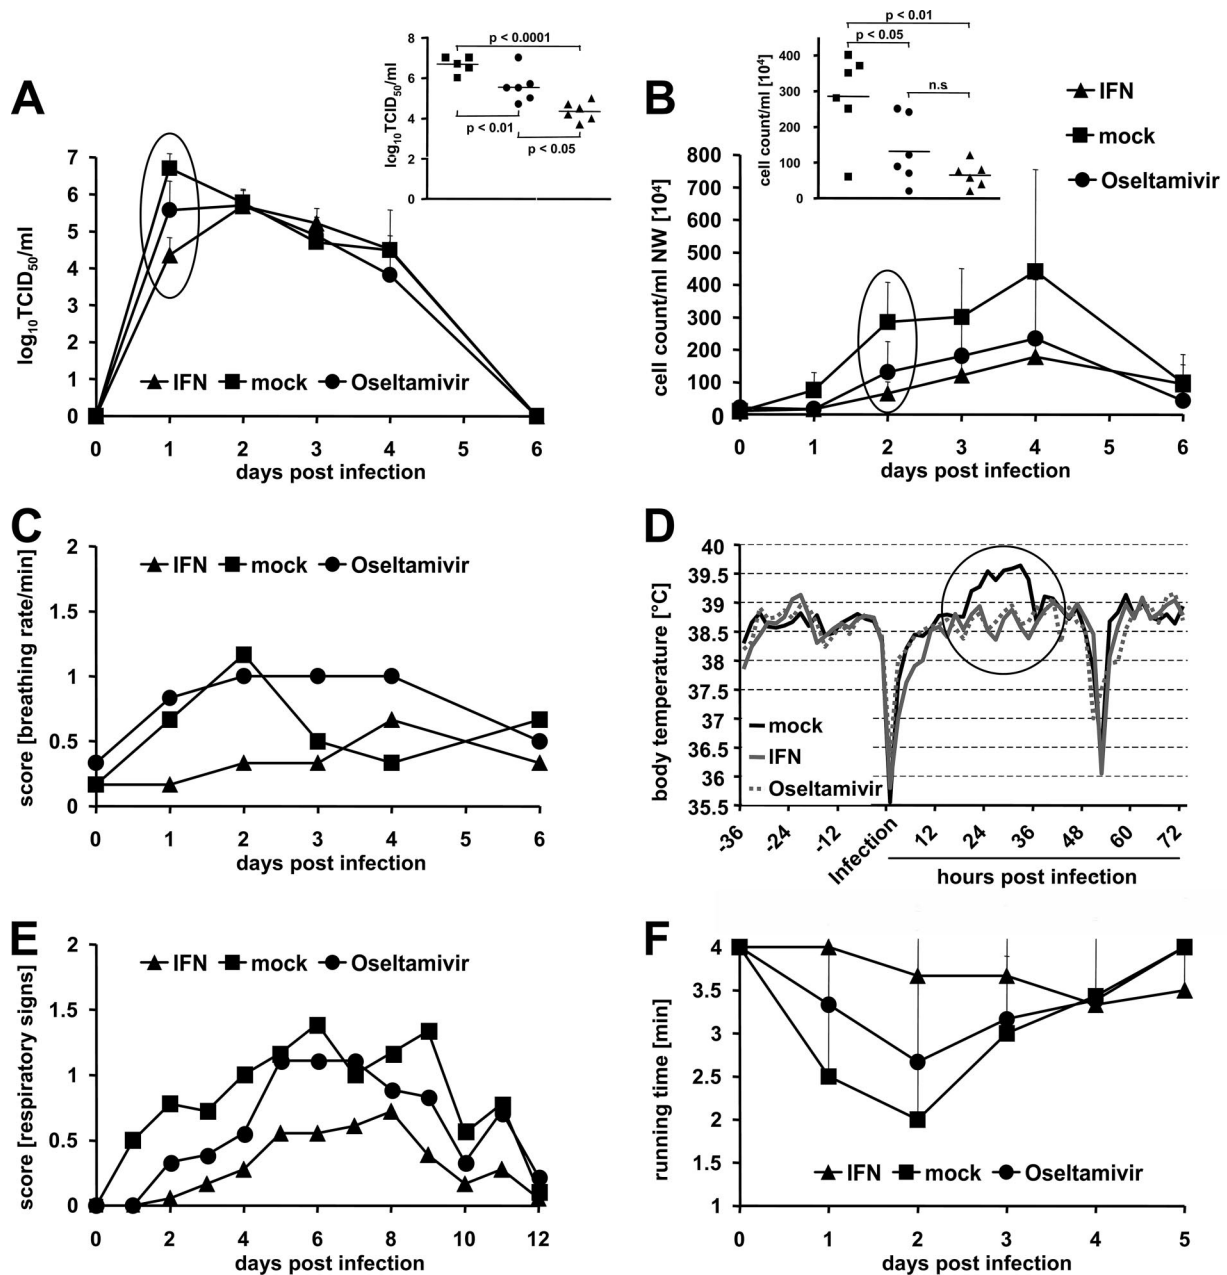 A
log₁₀TCID₅₀/ml
8
6
4
2
0
p < 0.0001
p < 0.01
p < 0.05
log₁₀TCID₅₀/ml
7
6
5
4
3
2
1
0
IFN mock Oseltamivir
0 1 2 3 4 5 6
days post infection
B
cell count/ml [10⁴]
400
300
200
100
0
p < 0.01
p < 0.05
n.s
IFN
mock
Oseltamivir
cell count/ml NW [10⁴]
800
700
600
500
400
300
200
100
0
0 1 2 3 4 5 6
days post infection
C
score [breathing rate/min]
2
1.5
1
0.5
0
IFN mock Oseltamivir
0 1 2 3 4 5 6
days post infection
D
body temperature [°C]
40
39.5
39
38.5
38
37.5
37
36.5
36
35.5
mock
IFN
Oseltamivir
-36 -24 -12 Infection 12 24 36 48 60 72
hours post infection
E
score [respiratory signs]
2
1.5
1
0.5
0
IFN mock Oseltamivir
0 2 4 6 8 10 12
days post infection
F
running time [min]
4
3.5
3
2.5
2
1.5
1
IFN mock Oseltamivir
0 1 2 3 4 5
days post infection